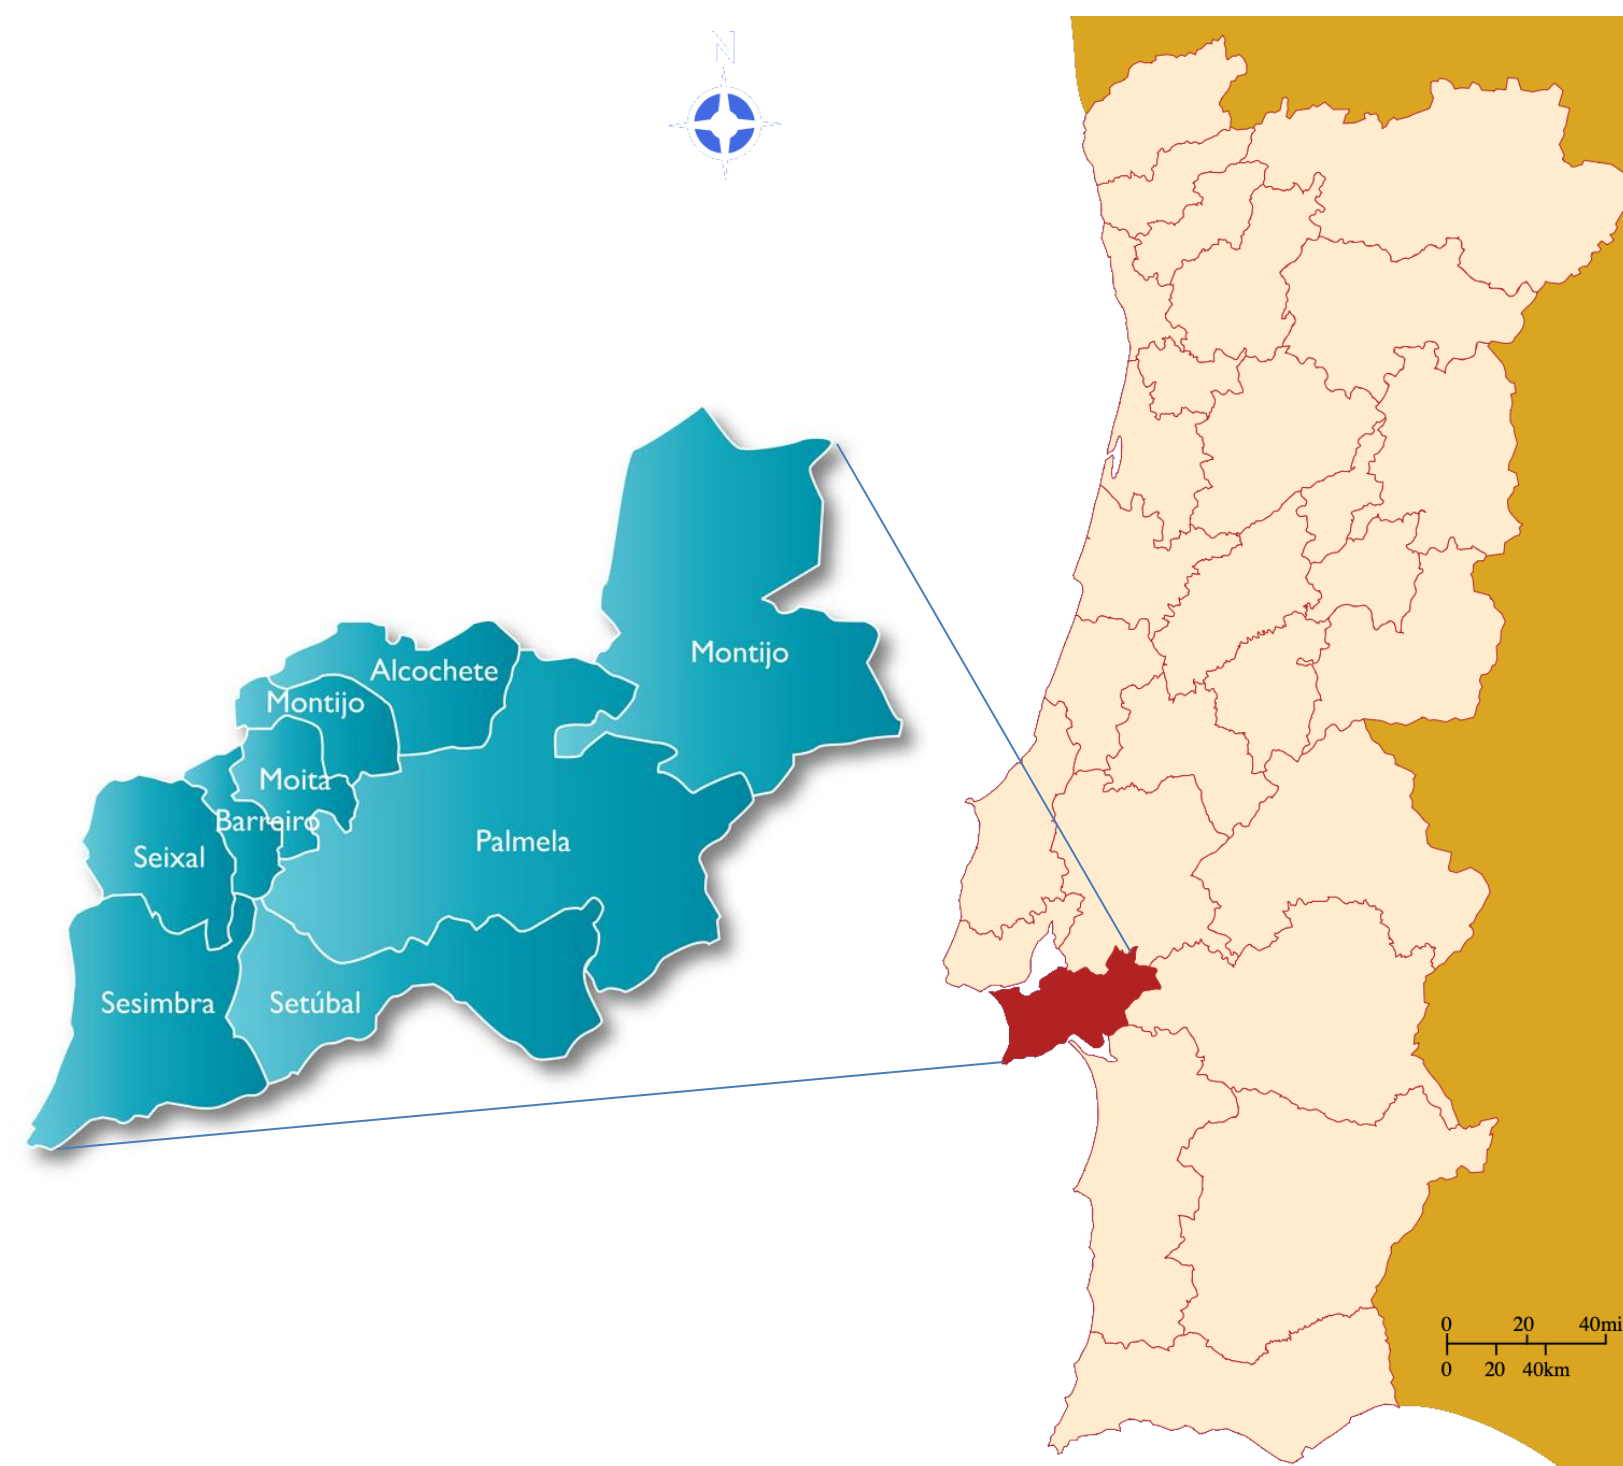 N
Montijo
Alcochete
Montijo
Moita
Barreiro
Seixal
Palmela
Sesimbra
Setúbal
0 20 40mi
0 20 40km